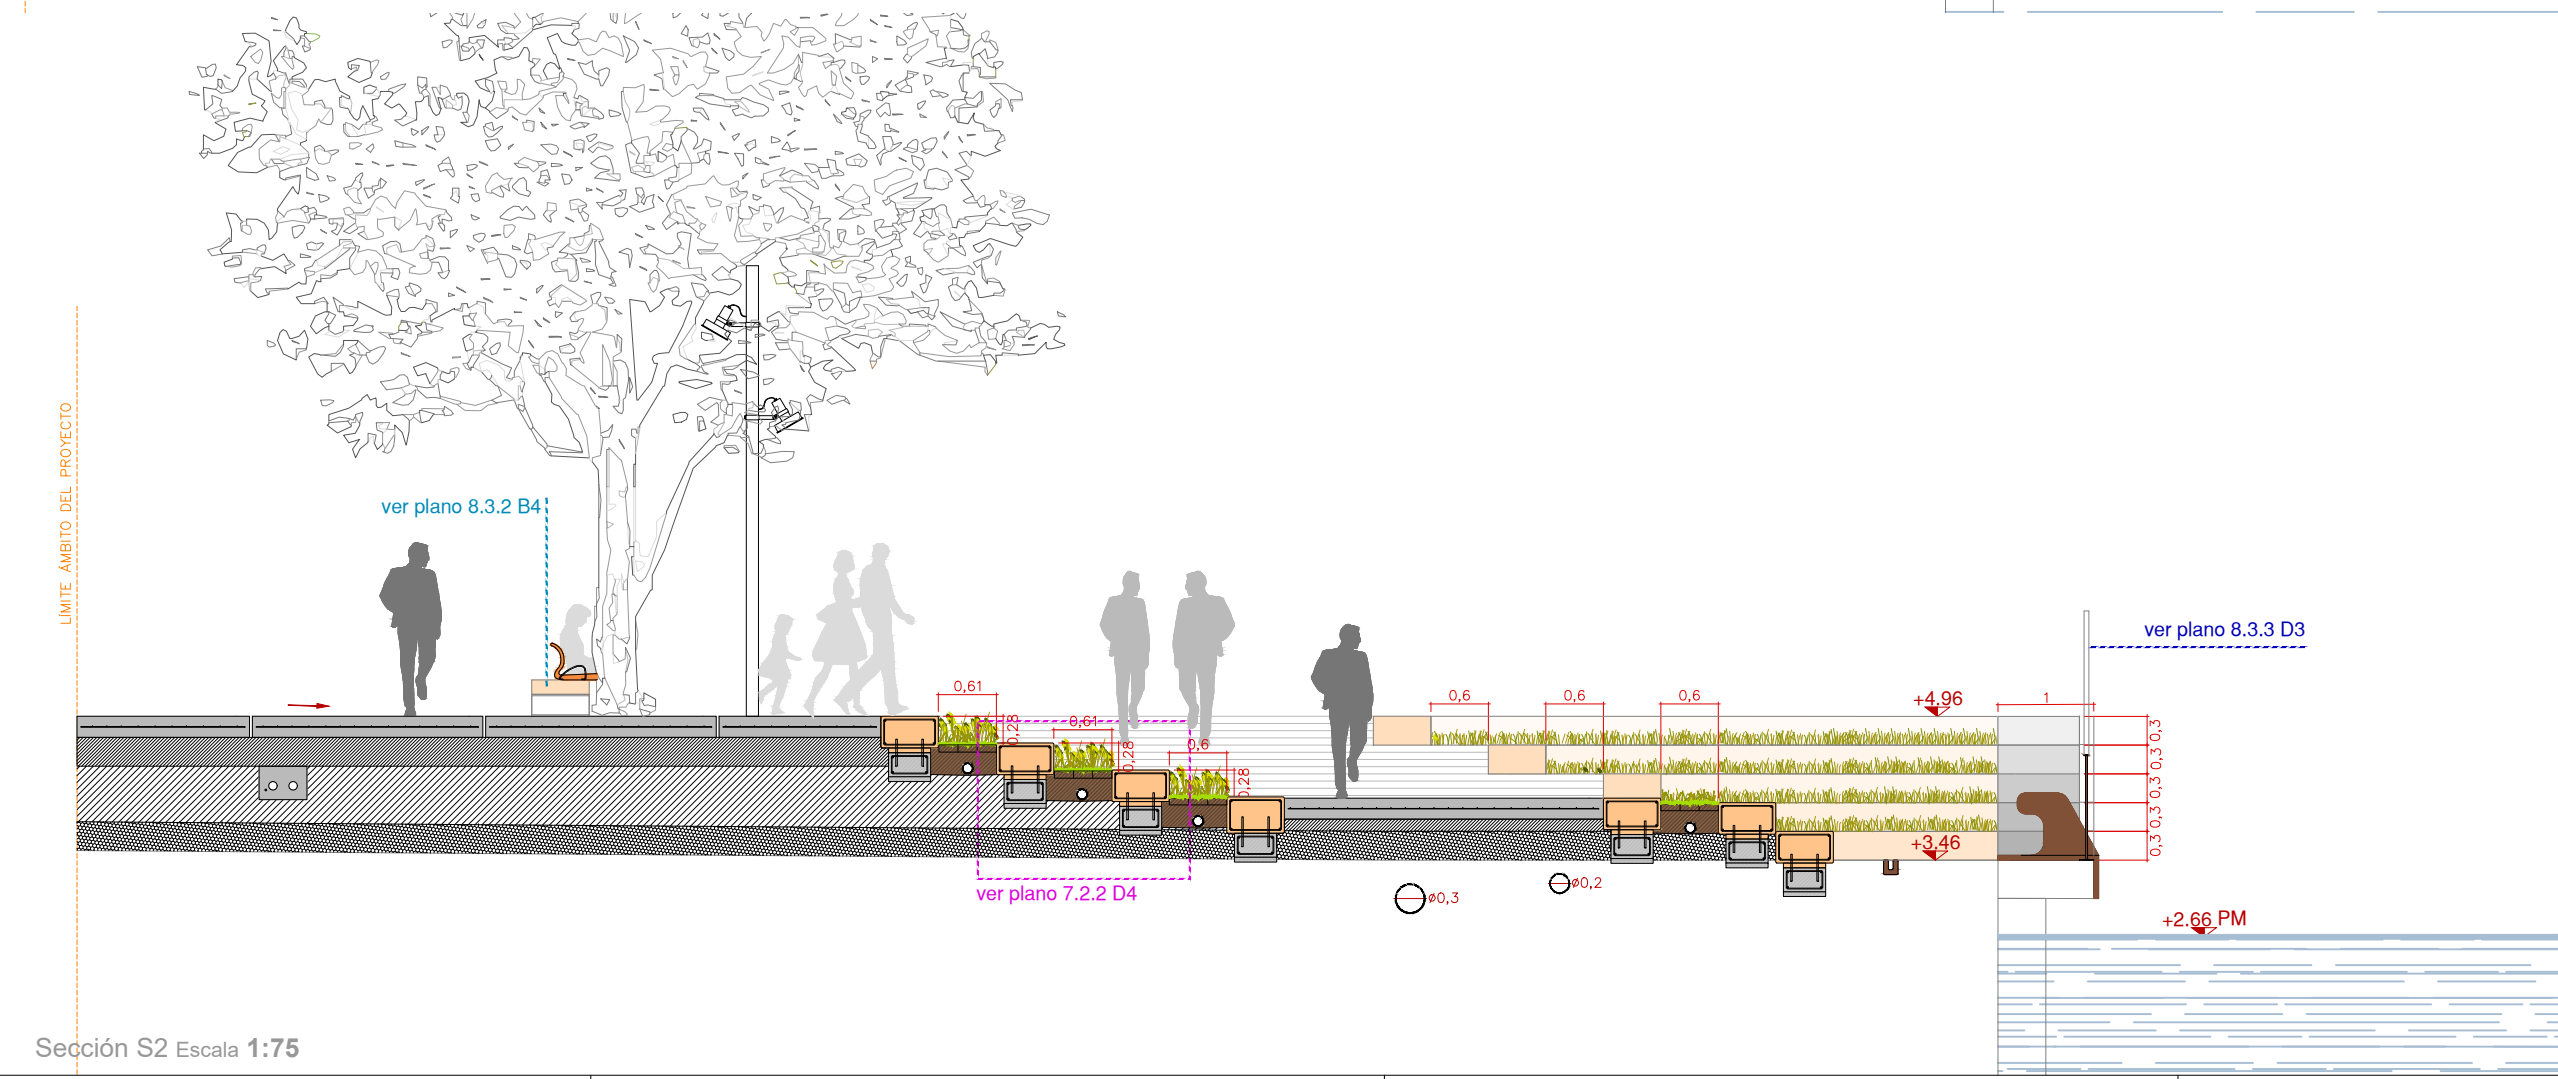 LÍMITE ÁMBITO DEL PROYECTO
ver plano 8.3.2 B4
ver plano 8.3.3 D3
0,61
0,28
0,61
0,28
0,6
0,28
0,6
0,6
0,6
+4.96
1
0,3
0,3
0,3
0,3
0,3
+3.46
ver plano 7.2.2 D4
ø0,3
ø0,2
+2.66 PM
Sección S2 Escala 1:75